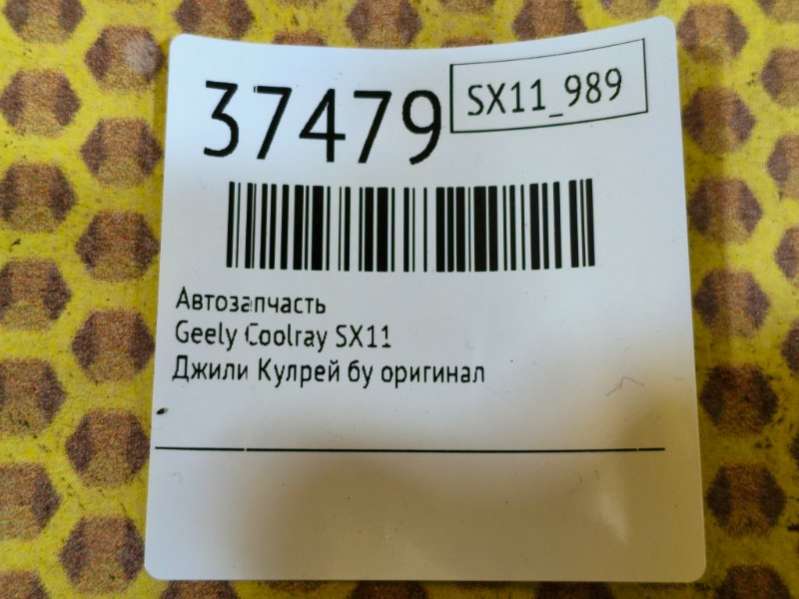 37479
SX11_989
Автозапчасть
Geely Coolray SX11
Джили Кулрей бу оригинал